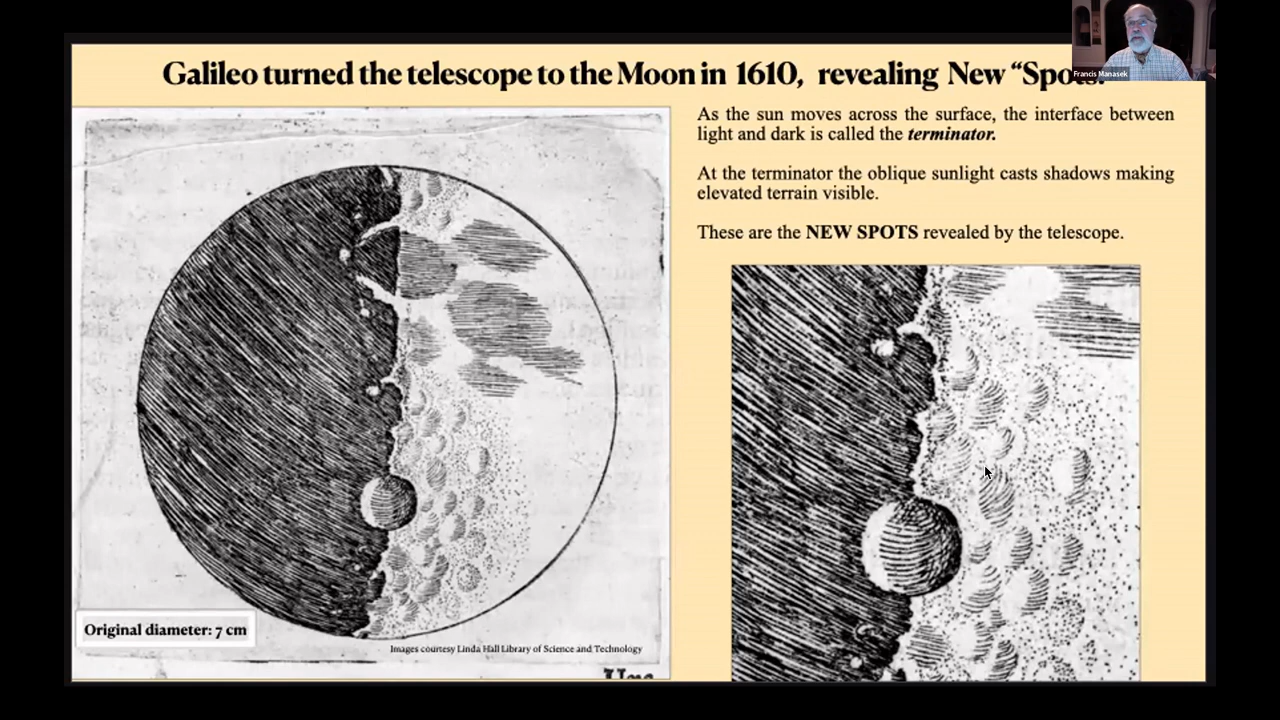 Galileo turned the telescope to the Moon in 1610, revealing New “Spots.”
Francis Manasek
As the sun moves across the surface, the interface between
light and dark is called the terminator.
At the terminator the oblique sunlight casts shadows making
elevated terrain visible.
These are the NEW SPOTS revealed by the telescope.
Original diameter: 7 cm
Images courtesy Linda Hall Library of Science and Technology